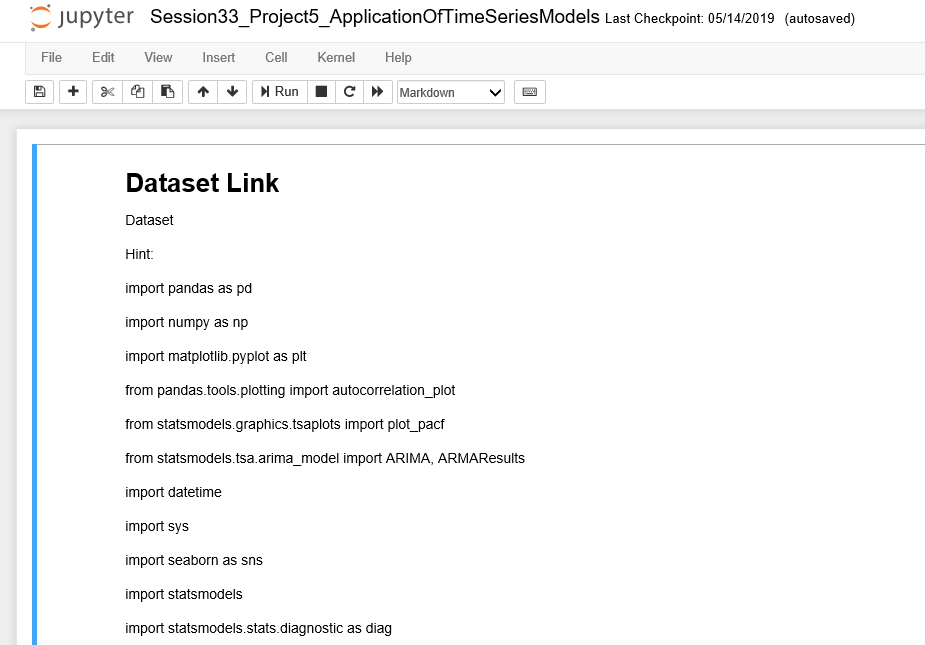 jupyter Session33_Project5_ApplicationOfTimeSeriesModels Last Checkpoint: 05/14/2019 (autosaved)
File Edit View Insert Cell Kernel Help
Run Markdown
Dataset Link
Dataset
Hint:
import pandas as pd
import numpy as np
import matplotlib.pyplot as plt
from pandas.tools.plotting import autocorrelation_plot
from statsmodels.graphics.tsaplots import plot_pacf
from statsmodels.tsa.arima_model import ARIMA, ARMAResults
import datetime
import sys
import seaborn as sns
import statsmodels
import statsmodels.stats.diagnostic as diag